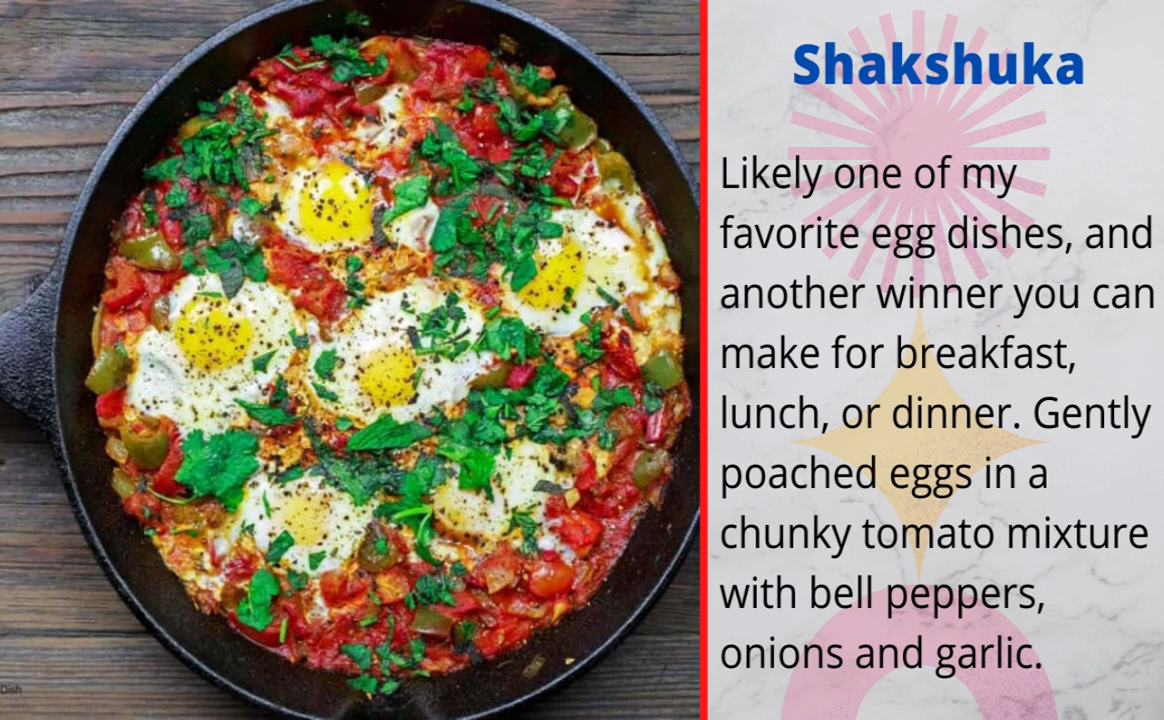 Shakshuka
Likely one of my
favorite egg dishes, and
another winner you can
make for breakfast,
lunch, or dinner. Gently
poached eggs in a
chunky tomato mixture
with bell peppers,
onions and garlic.
Dish